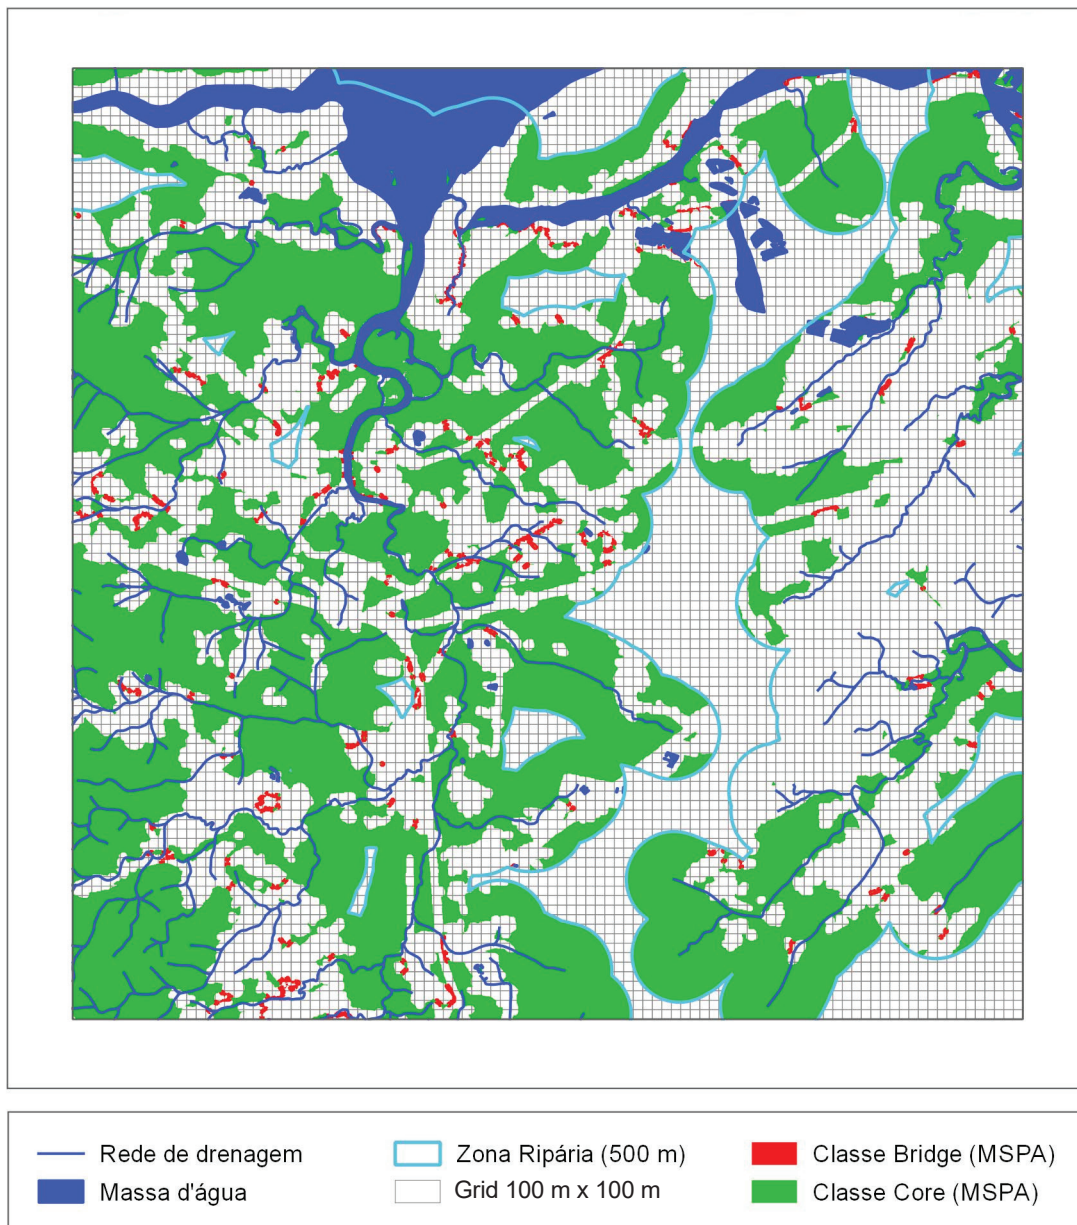 Rede de drenagem
Massa d'água
Zona Ripária (500 m)
Grid 100 m x 100 m
Classe Bridge (MSPA)
Classe Core (MSPA)